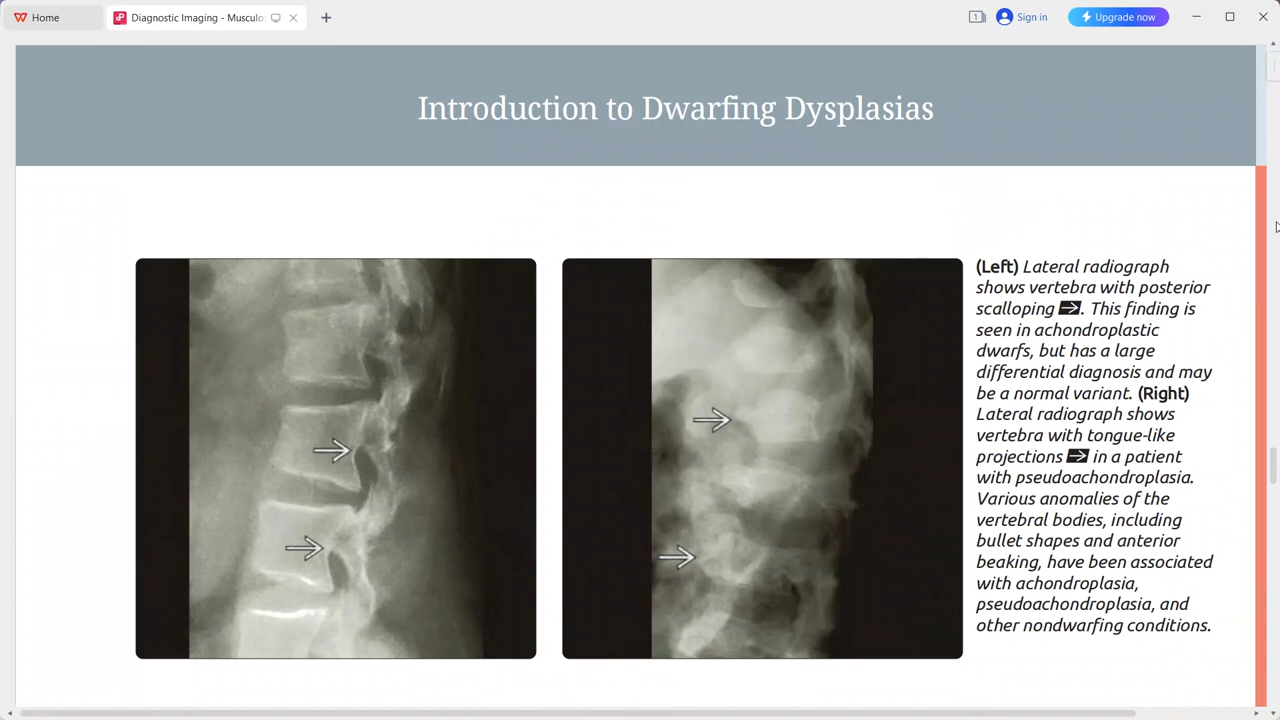 Home
Diagnostic Imaging - Musculo
1
Sign in
Upgrade now
Introduction to Dwarfing Dysplasias
(Left) Lateral radiograph
shows vertebra with posterior
scalloping ➡. This finding is
seen in achondroplastic
dwarfs, but has a large
differential diagnosis and may
be a normal variant. (Right)
Lateral radiograph shows
vertebra with tongue-like
projections ➡ in a patient
with pseudoachondroplasia.
Various anomalies of the
vertebral bodies, including
bullet shapes and anterior
beaking, have been associated
with achondroplasia,
pseudoachondroplasia, and
other nondwarfing conditions.